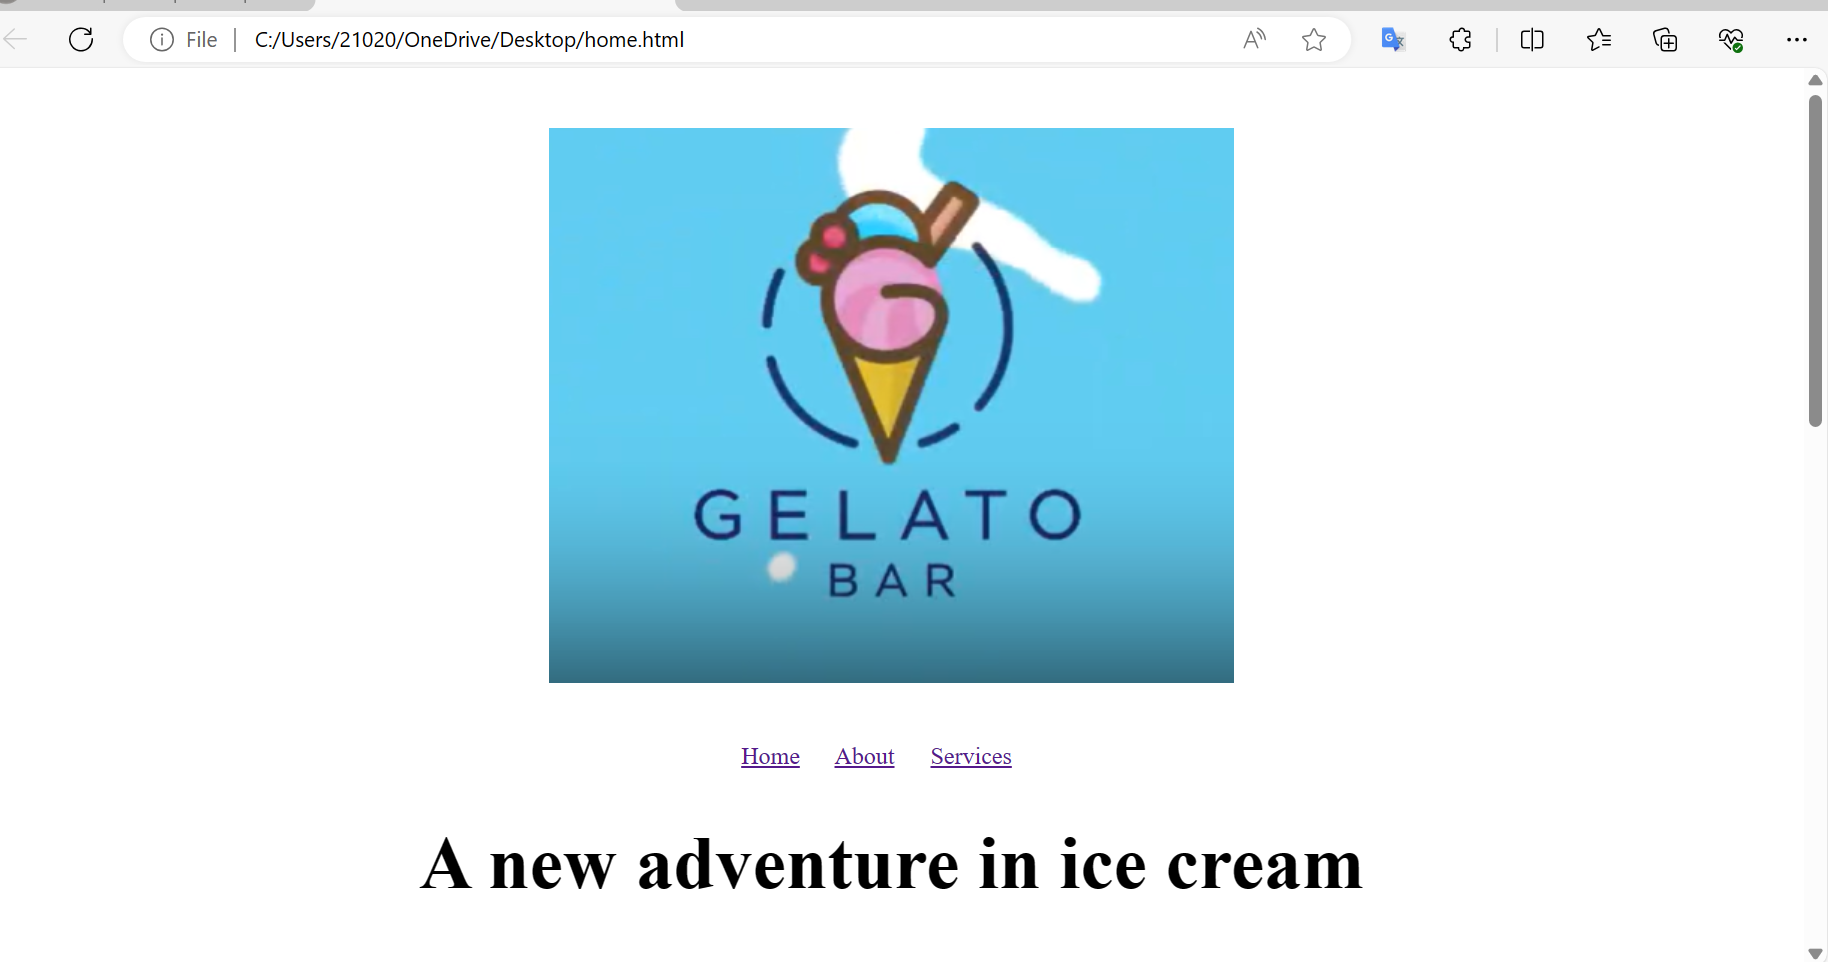 File
C:/Users/21020/OneDrive/Desktop/home.html
GELATO
BAR
Home About Services
A new adventure in ice cream